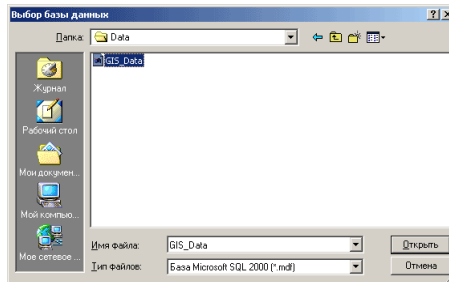 Выбор базы данных
Папка:
Data
GIS_Data
Журнал
Рабочий стол
Мои докумен...
Мой компью...
Мое сетевое ...
Имя файла:
GIS_Data
Открыть
Тип файлов:
База Microsoft SQL 2000 (*.mdf)
Отмена